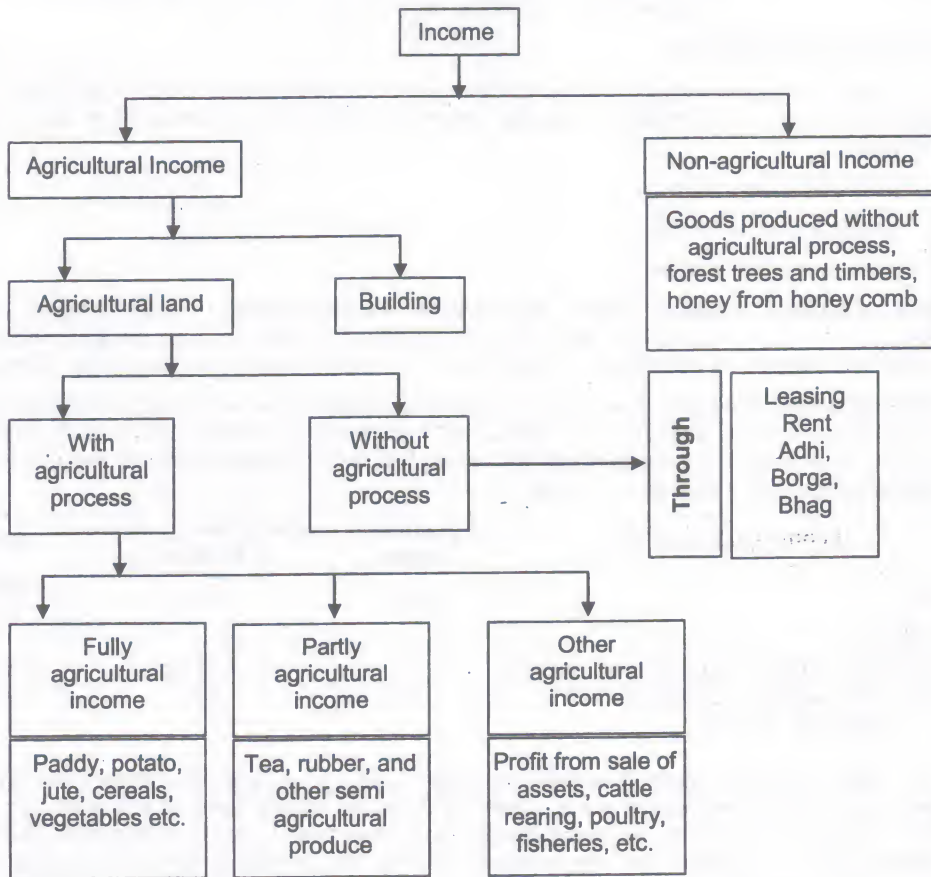 Income
Agricultural Income
Non-agricultural Income
Goods produced without
agricultural process,
forest trees and timbers,
honey from honey comb
Agricultural land
Building
With
agricultural
process
Without
agricultural
process
Through
Leasing
Rent
Adhi,
Borga,
Bhag
Fully
agricultural
income
Paddy, potato,
jute, cereals,
vegetables etc.
Partly
agricultural
income
Tea, rubber, and
other semi
agricultural
produce
Other
agricultural
income
Profit from sale of
assets, cattle
rearing, poultry,
fisheries, etc.